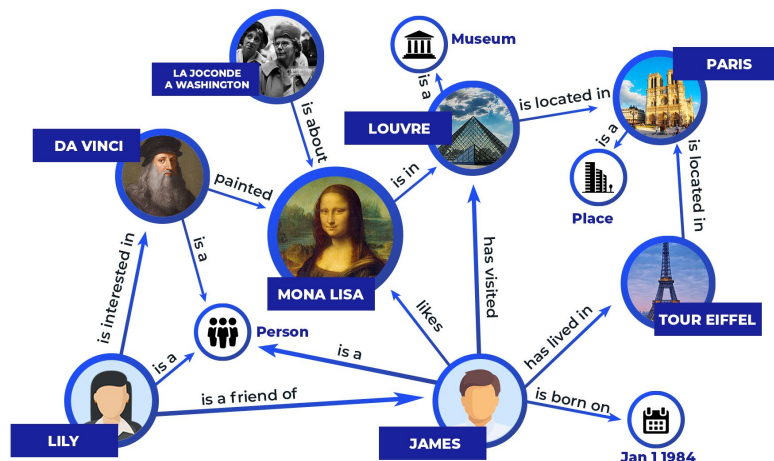 Museum
PARIS
LA JOCONDE
A WASHINGTON
is a
is located in
LOUVRE
is a
is located in
DA VINCI
is about
painted
is in
Place
is a
is interested in
has visited
MONA LISA
likes
TOUR EIFFEL
Person
has lived in
is a
is a
is a friend of
is born on
LILY
JAMES
Jan 1 1984